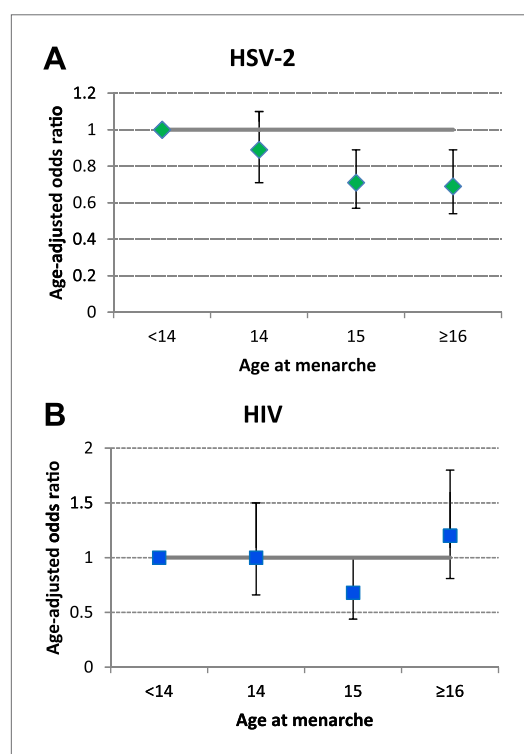 A
HSV-2
Age-adjusted odds ratio
1.2
1
0.8
0.6
0.4
0.2
0
<14 14 15 ≥16
Age at menarche
B
HIV
Age-adjusted odds ratio
2
1.5
1
0.5
0
<14 14 15 ≥16
Age at menarche